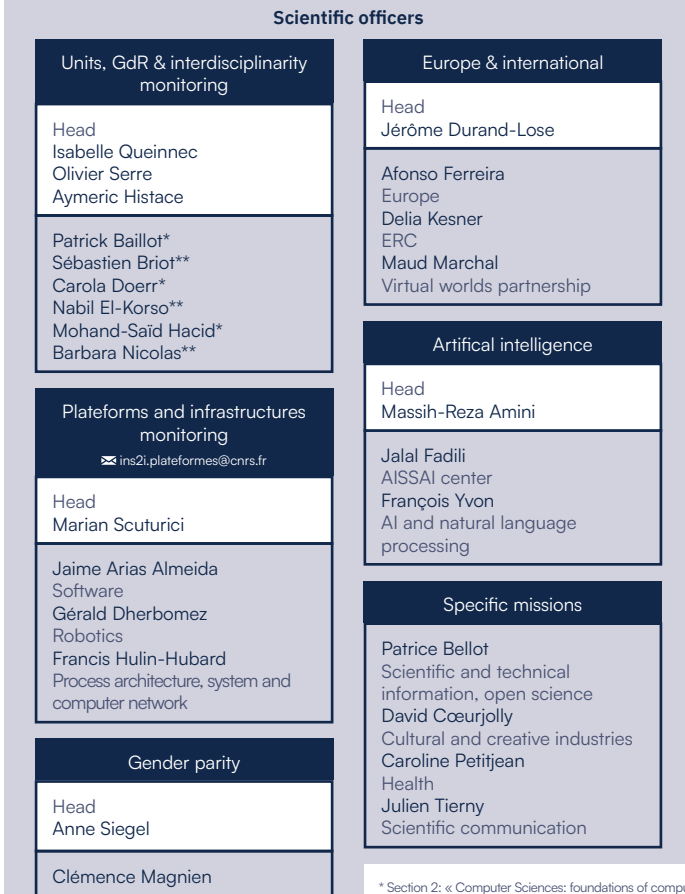 Scientific officers
Units, GdR & interdisciplinarity
monitoring
Head
Isabelle Queinnec
Olivier Serre
Aymeric Histace
Patrick Baillot*
Sébastien Briot**
Carola Doerr*
Nabil El-Korso**
Mohand-Saïd Hacid*
Barbara Nicolas**
Plateforms and infrastructures
monitoring
ins2i.plateformes@cnrs.fr
Head
Marian Scuturici
Jaime Arias Almeida
Software
Gérald Dherbomez
Robotics
Francis Hulin-Hubard
Process architecture, system and
computer network
Gender parity
Head
Anne Siegel
Clémence Magnien
Europe & international
Head
Jérôme Durand-Lose
Afonso Ferreira
Europe
Delia Kesner
ERC
Maud Marchal
Virtual worlds partnership
Artifical intelligence
Head
Massih-Reza Amini
Jalal Fadili
AISSAI center
François Yvon
AI and natural language
processing
Specific missions
Patrice Bellot
Scientific and technical
information, open science
David Cœurjolly
Cultural and creative industries
Caroline Petitjean
Health
Julien Tierny
Scientific communication
* Section 2: « Computer Sciences: foundations of